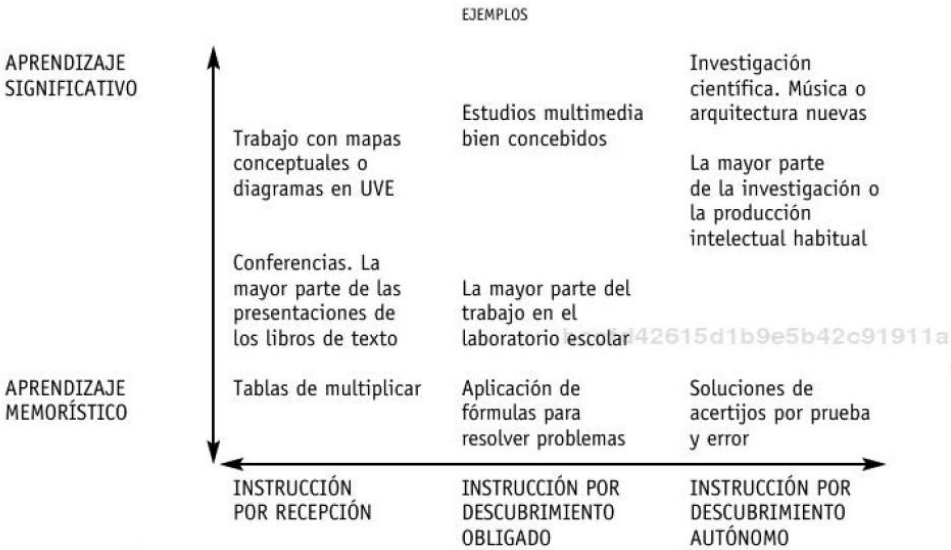 EJEMPLOS
APRENDIZAJE
SIGNIFICATIVO
Trabajo con mapas
conceptuales o
diagramas en UVE
Estudios multimedia
bien concebidos
Investigación
científica. Música o
arquitectura nuevas
La mayor parte
de la investigación o
la producción
intelectual habitual
Conferencias. La
mayor parte de las
presentaciones de
los libros de texto
La mayor parte del
trabajo en el
laboratorio escolar
APRENDIZAJE
MEMORÍSTICO
Tablas de multiplicar
Aplicación de
fórmulas para
resolver problemas
Soluciones de
acertijos por prueba
y error
INSTRUCCIÓN
POR RECEPCIÓN
INSTRUCCIÓN POR
DESCUBRIMIENTO
OBLIGADO
INSTRUCCIÓN POR
DESCUBRIMIENTO
AUTÓNOMO